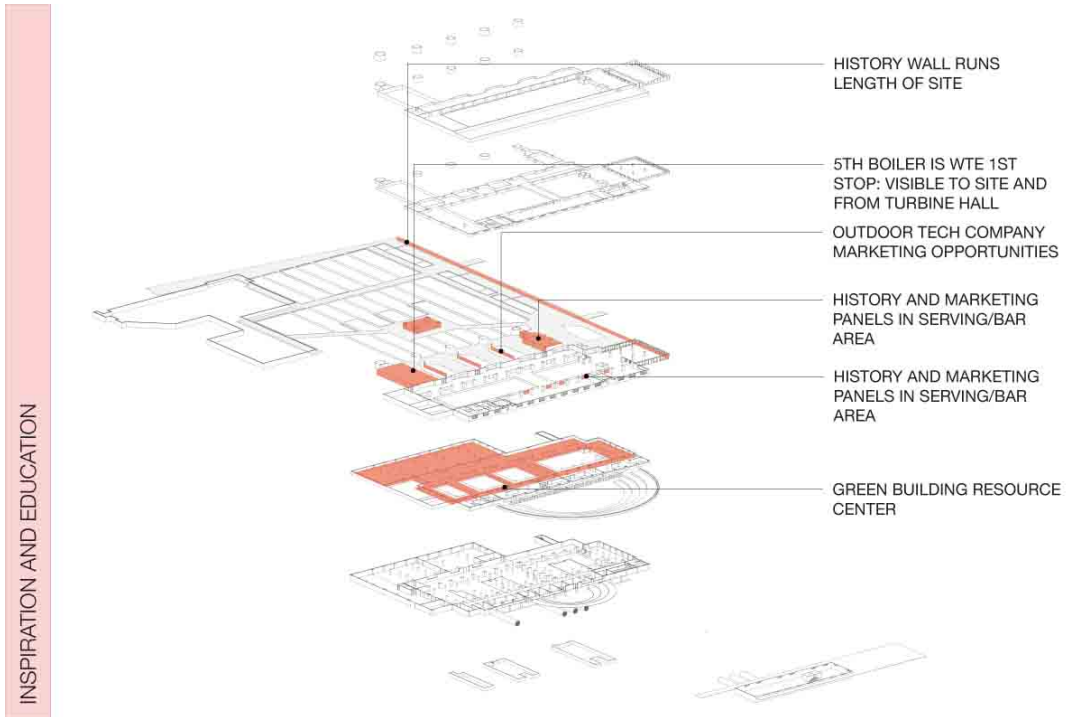 INSPIRATION AND EDUCATION
HISTORY WALL RUNS
LENGTH OF SITE
5TH BOILER IS WTE 1ST
STOP: VISIBLE TO SITE AND
FROM TURBINE HALL
OUTDOOR TECH COMPANY
MARKETING OPPORTUNITIES
HISTORY AND MARKETING
PANELS IN SERVING/BAR
AREA
HISTORY AND MARKETING
PANELS IN SERVING/BAR
AREA
GREEN BUILDING RESOURCE
CENTER